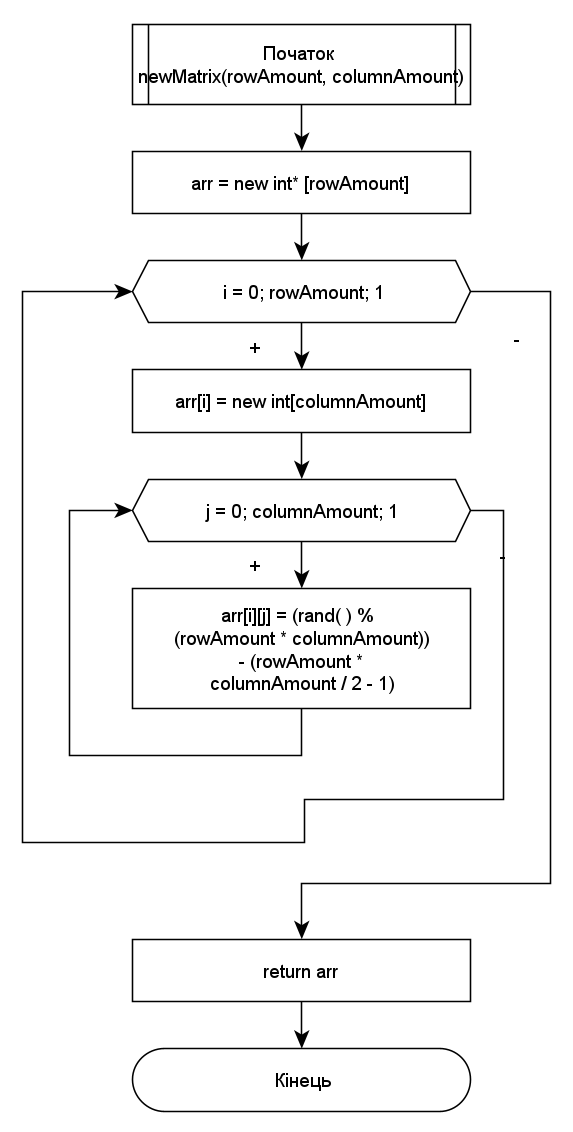 Початок
newMatrix(rowAmount, columnAmount)
arr = new int* [rowAmount]
i = 0; rowAmount; 1
+
-
arr[i] = new int[columnAmount]
j = 0; columnAmount; 1
+
-
arr[i][j] = (rand( ) %
(rowAmount * columnAmount))
- (rowAmount *
columnAmount / 2 - 1)
return arr
Кінець